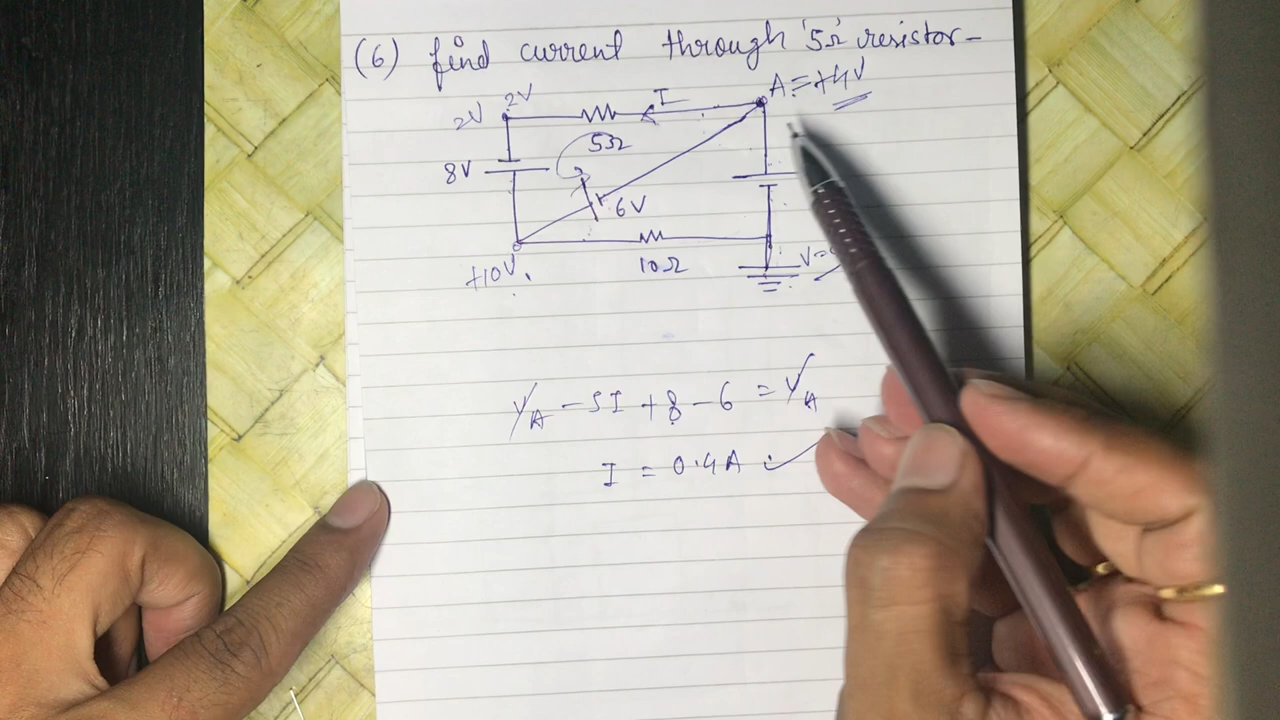 (6) find current through '5Ω' resistor-
A = +4V
2V 2V I
5Ω
8V
6V
10Ω
+10V.
V=
V_A - 5I + 8 - 6 = V_A
I = 0.4A